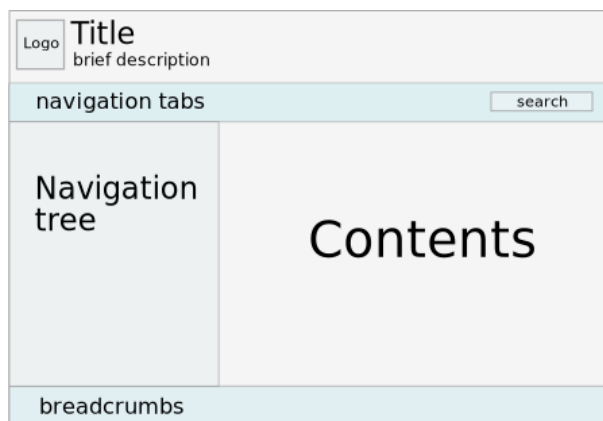 Logo
Title
brief description
navigation tabs
search
Navigation
tree
Contents
breadcrumbs